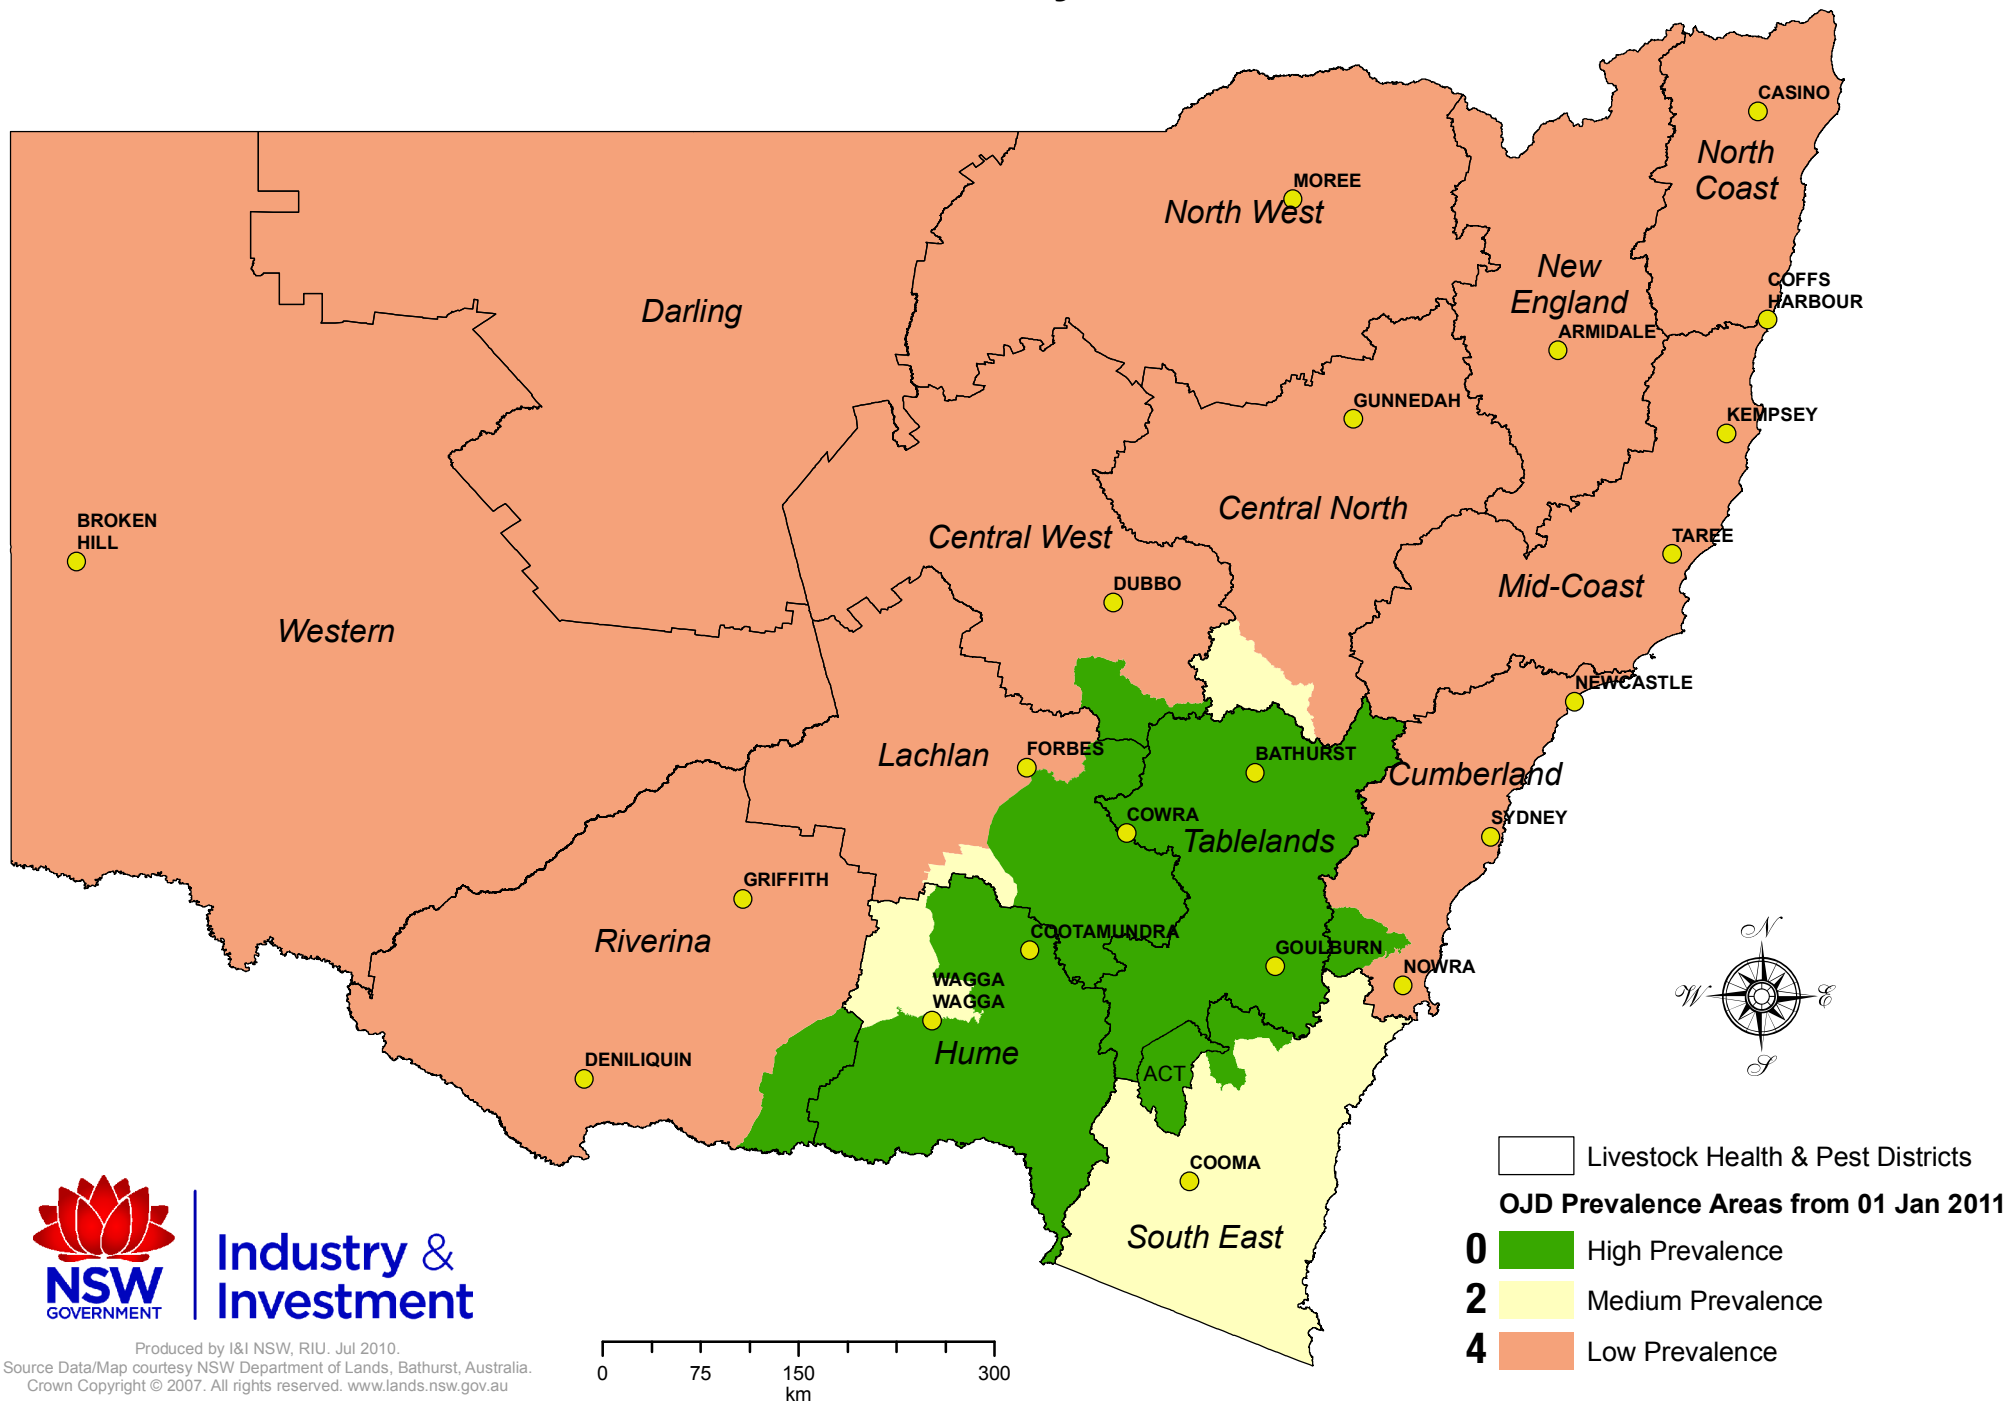 CASINO
North
Coast
MOREE
North West
New
England
COFFS
HARBOUR
Darling
ARMIDALE
GUNNEDAH
KEMPSEY
Central North
BROKEN
HILL
Central West
TAREE
DUBBO
Mid-Coast
Western
NEWCASTLE
Lachlan
FORBES
BATHURST
Cumberland
COWRA
SYDNEY
Tablelands
GRIFFITH
Riverina
COOTAMUNDRA
GOULBURN
NOWRA
WAGGA
WAGGA
Hume
DENILIQUIN
ACT
COOMA
South East
N
W
E
S
Livestock Health & Pest Districts
OJD Prevalence Areas from 01 Jan 2011
0 High Prevalence
2 Medium Prevalence
4 Low Prevalence
NSW
GOVERNMENT
Industry &
Investment
Produced by I&I NSW, RIU. Jul 2010.
Source Data/Map courtesy NSW Department of Lands, Bathurst, Australia.
Crown Copyright © 2007. All rights reserved. www.lands.nsw.gov.au
0 75 150 300
km